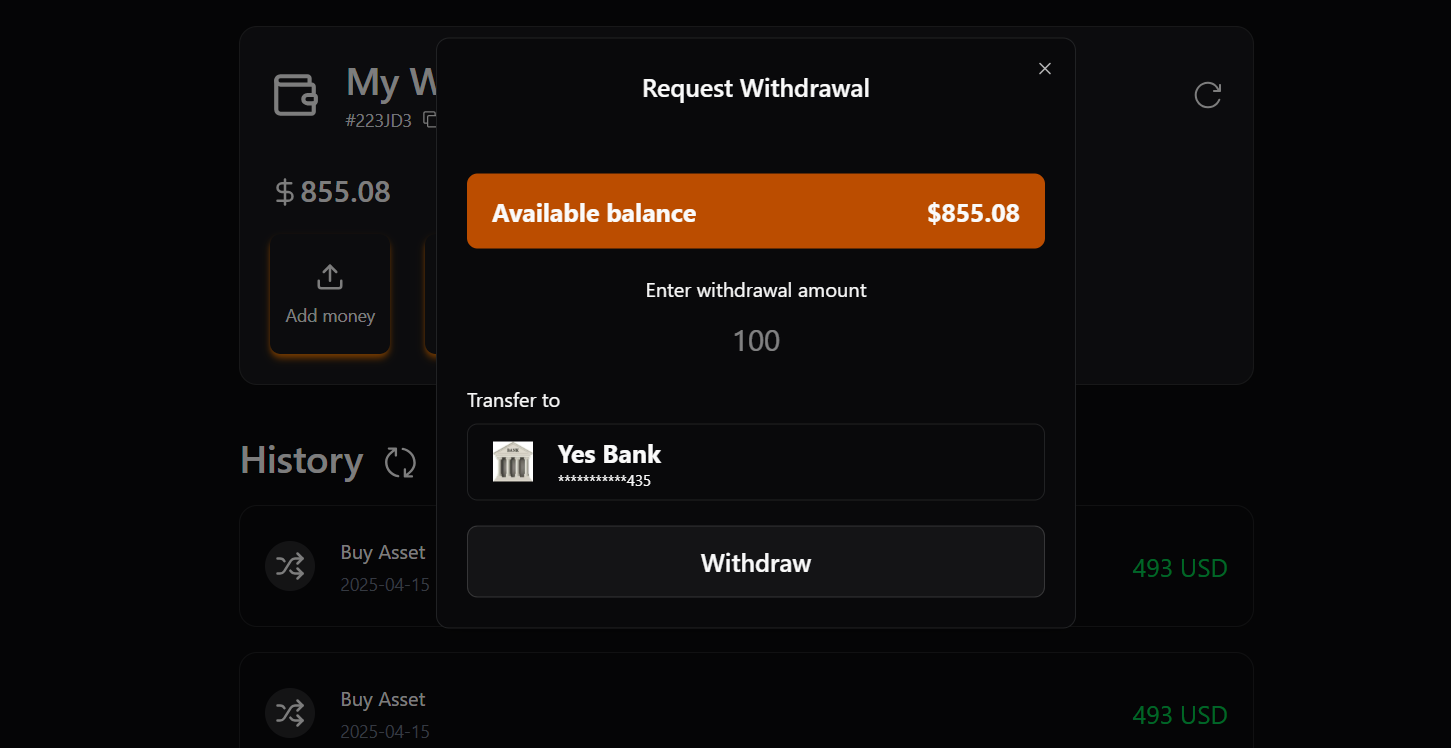 My W
#223JD3
$855.08
Add money
Request Withdrawal
Available balance
$855.08
Enter withdrawal amount
100
Transfer to
BANK
Yes Bank
***********435
Withdraw
History
Buy Asset
2025-04-15
493 USD
Buy Asset
2025-04-15
493 USD